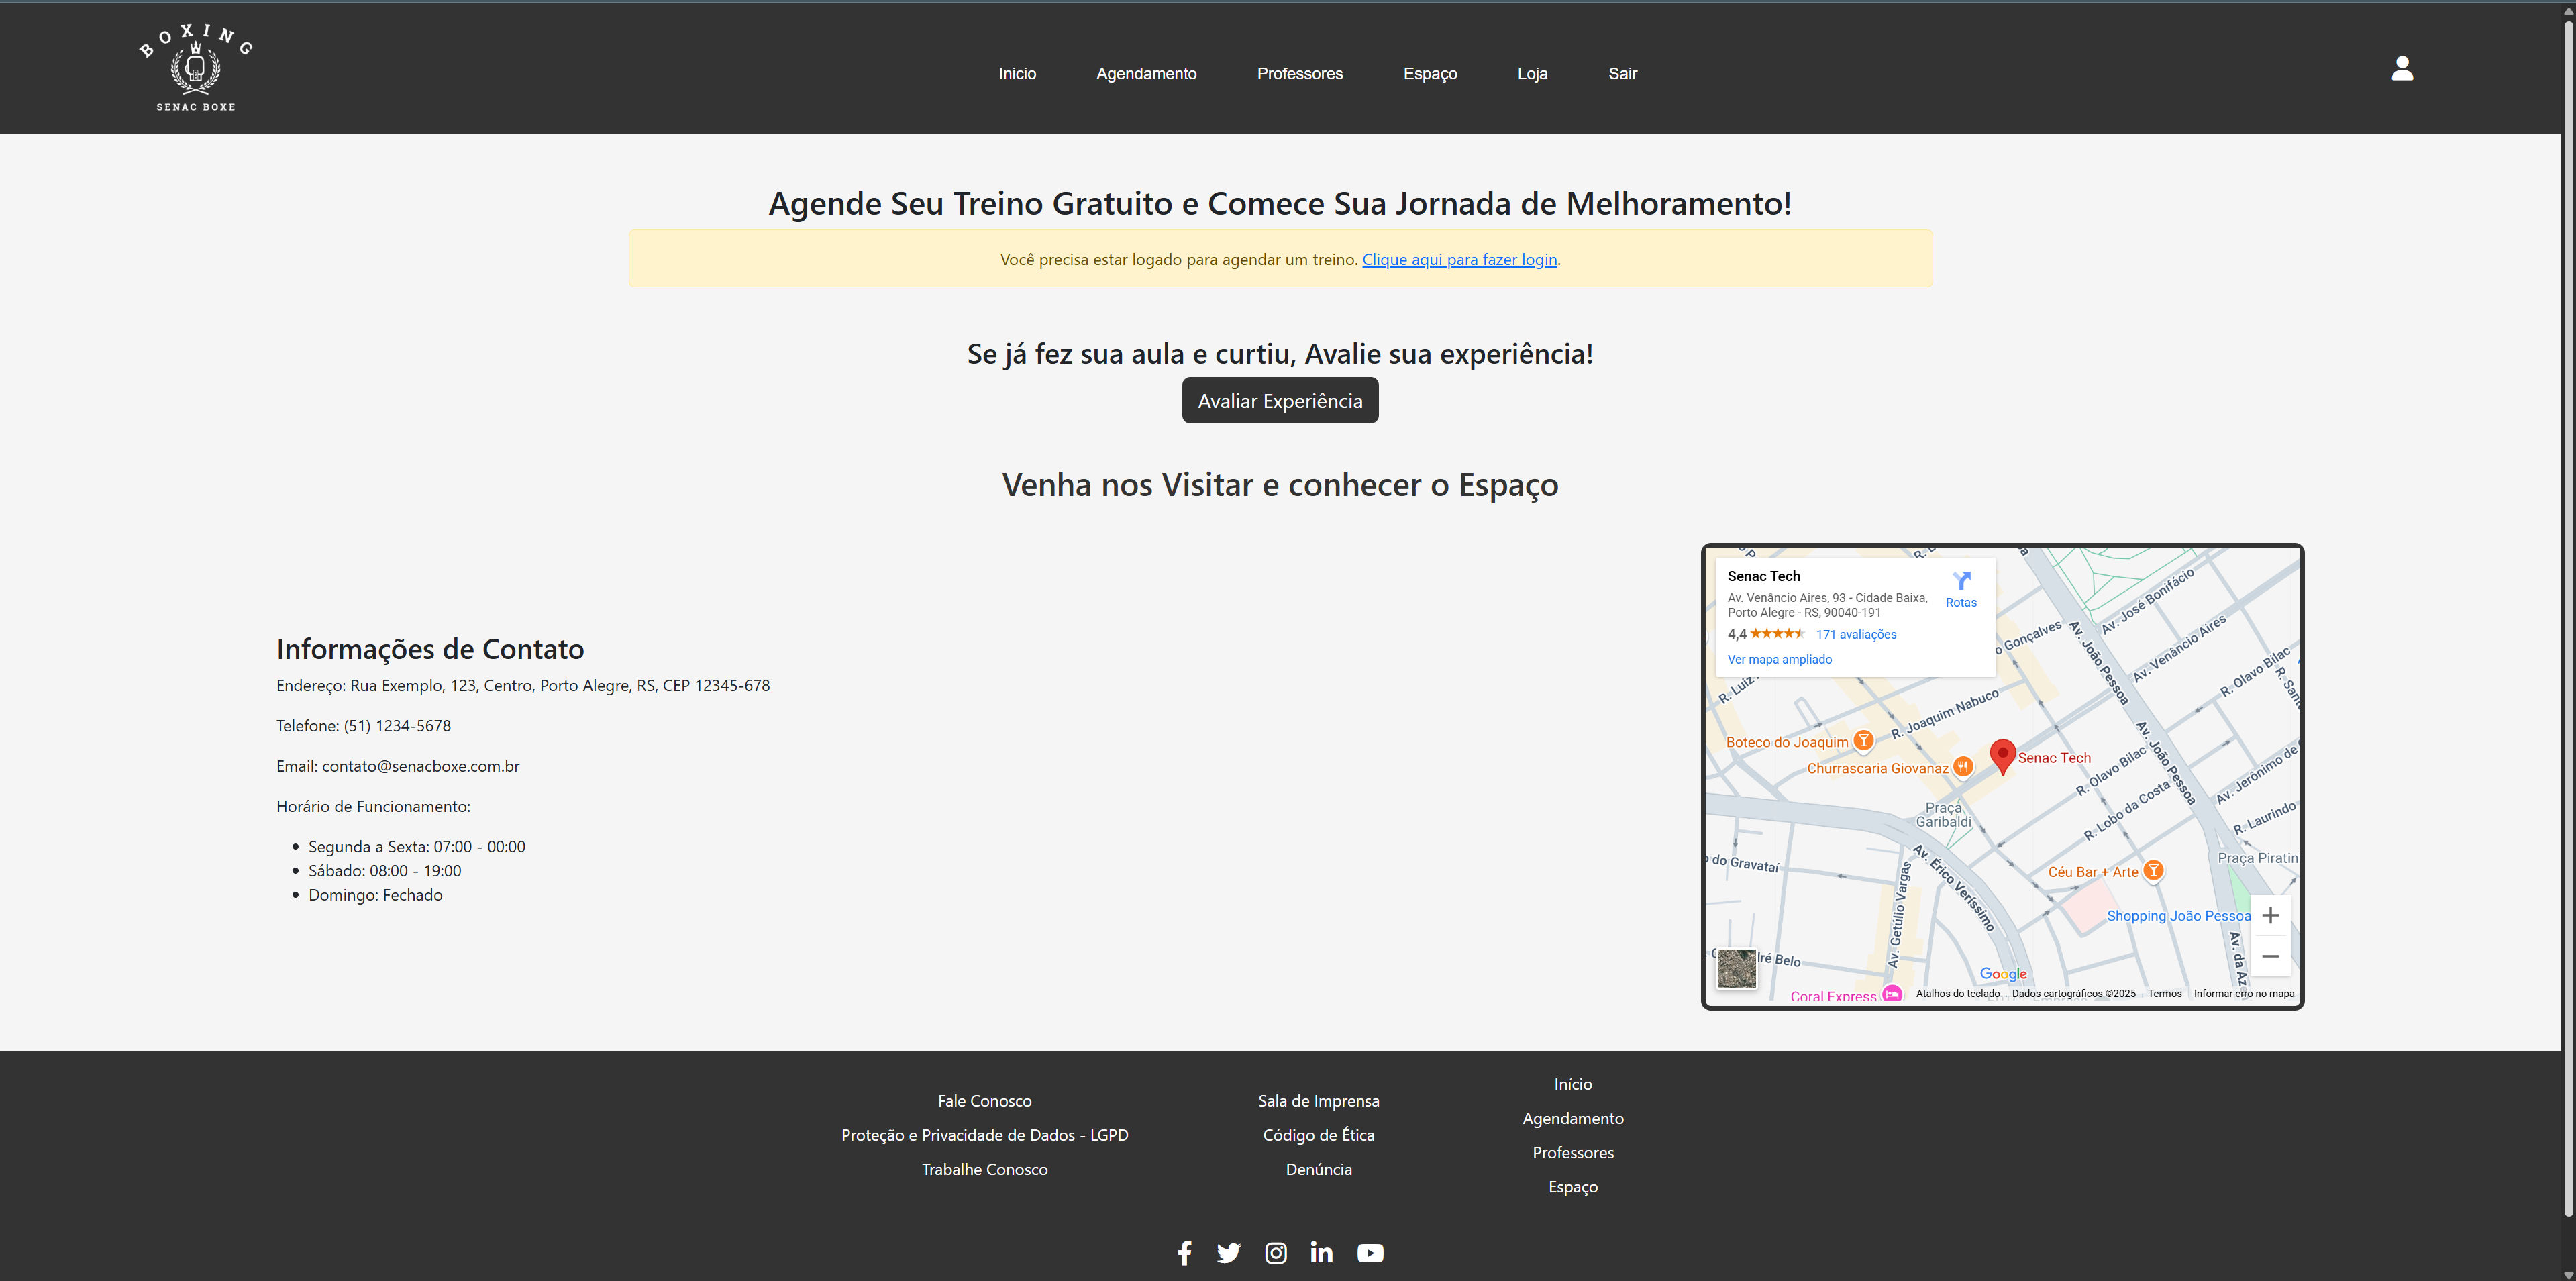 BOXING
SENAC BOXE
Inicio
Agendamento
Professores
Espaço
Loja
Sair
Agende Seu Treino Gratuito e Comece Sua Jornada de Melhoramento!
Você precisa estar logado para agendar um treino. Clique aqui para fazer login.
Se já fez sua aula e curtiu, Avalie sua experiência!
Avaliar Experiência
Venha nos Visitar e conhecer o Espaço
Informações de Contato
Endereço: Rua Exemplo, 123, Centro, Porto Alegre, RS, CEP 12345-678
Telefone: (51) 1234-5678
Email: contato@senacboxe.com.br
Horário de Funcionamento:
Segunda a Sexta: 07:00 - 00:00
Sábado: 08:00 - 19:00
Domingo: Fechado
Senac Tech
Av. Venâncio Aires, 93 - Cidade Baixa,
Porto Alegre - RS, 90040-191
Rotas
4,4
171 avaliações
Ver mapa ampliado
Av. José Bonifácio
Av. Venâncio Aires
Gonçalves
Av. João Pessoa
R. Olavo Bilac
R. Luiz
R. Joaquim Nabuco
Boteco do Joaquim
Churrascaria Giovanaz
Senac Tech
Av. João Pessoa
R. Olavo Bilac
Av. Jerônimo de
R. Lobo da Costa
R. Laurindo
Praça
Garibaldi
Praça Piratini
do Gravataí
Av. Érico Veríssimo
Av. Getúlio Vargas
Céu Bar + Arte
Shopping João Pessoa
Av. da Az
ré Belo
Coral Express
Google
Atalhos do teclado
Dados cartográficos ©2025
Termos
Informar erro no mapa
Fale Conosco
Proteção e Privacidade de Dados - LGPD
Trabalhe Conosco
Sala de Imprensa
Código de Ética
Denúncia
Início
Agendamento
Professores
Espaço